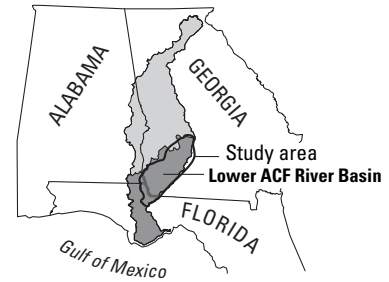 ALABAMA
GEORGIA
Study area
Lower ACF River Basin
FLORIDA
Gulf of Mexico